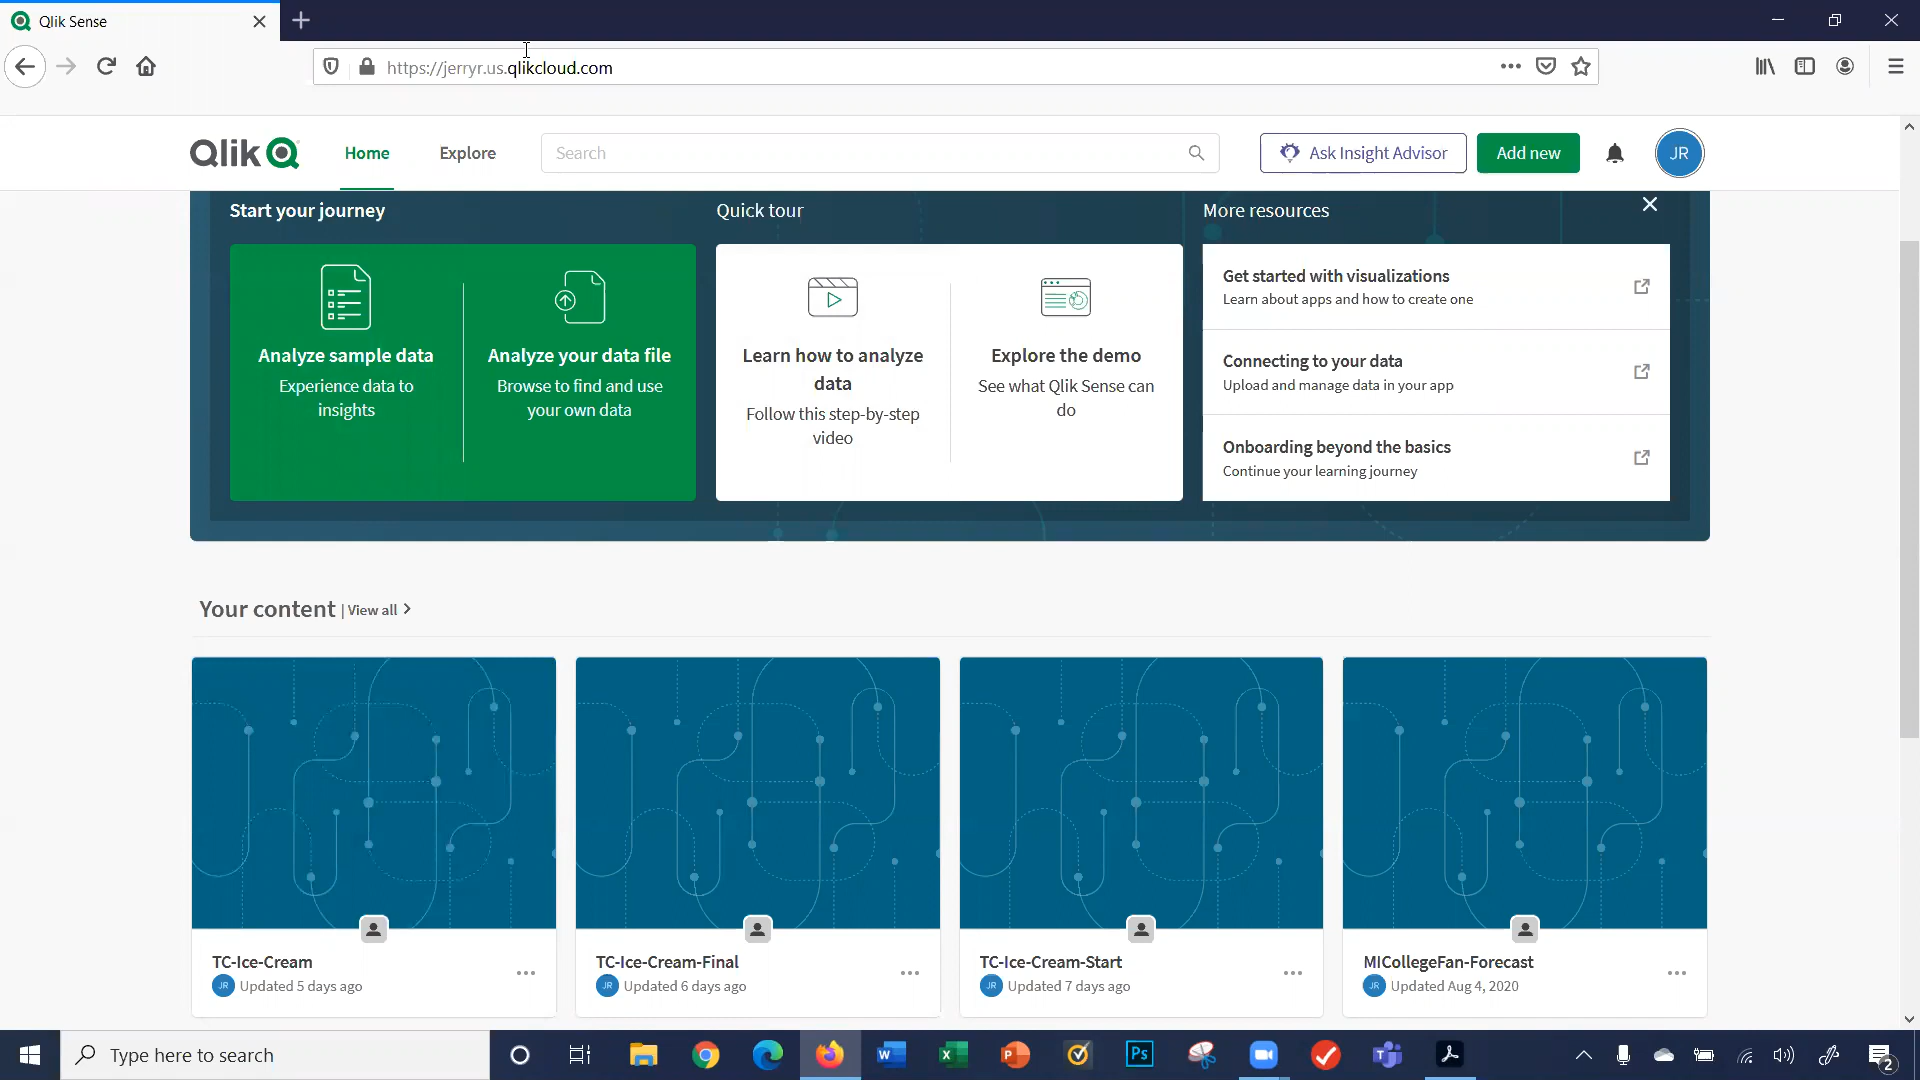 Qlik Sense
https://jerryr.us.qlikcloud.com
Qlik
Home
Explore
Search
Ask Insight Advisor
Add new
JR
Start your journey
Quick tour
More resources
Analyze sample data
Experience data to
insights
Analyze your data file
Browse to find and use
your own data
Learn how to analyze
data
Follow this step-by-step
video
Explore the demo
See what Qlik Sense can
do
Get started with visualizations
Learn about apps and how to create one
Connecting to your data
Upload and manage data in your app
Onboarding beyond the basics
Continue your learning journey
Your content | View all
TC-Ice-Cream
JR Updated 5 days ago
TC-Ice-Cream-Final
JR Updated 6 days ago
TC-Ice-Cream-Start
JR Updated 7 days ago
MICollegeFan-Forecast
JR Updated Aug 4, 2020
Type here to search
W
X
P
Ps
T
2